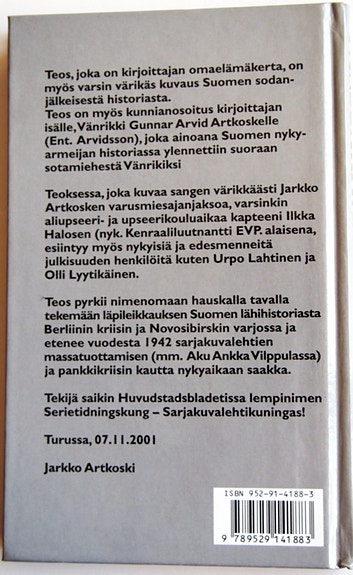 Teos, joka on kirjoittajan omaelämäkerta, on
myös varsin värikäs kuvaus Suomen sodan-
jälkeisestä historiasta.
Teos on myös kunnianosoitus kirjoittajan
isälle, Vänrikki Gunnar Arvid Artkoskelle
(Ent. Arvidsson), joka ainoana Suomen nyky-
armeijan historiassa ylennettiin suoraan
sotamiehestä Vänrikiksi
Teoksessa, joka kuvaa sangen värikkäästi Jarkko
Artkosken varusmiesajanjaksoa, varsinkin
aliupseeri- ja upseerikouluaikaa kapteeni Ilkka
Halosen (nyk. Kenraaliluutnantti EVP. alaisena,
esiintyy myös nykyisiä ja edesmenneitä
julkisuuden henkilöitä kuten Urpo Lahtinen ja
Olli Lyytikäinen.
Teos pyrkii nimenomaan hauskalla tavalla
tekemään läpileikkauksen Suomen lähihistoriasta
Berliinin kriisin ja Novosibirskin varjossa ja
etenee vuodesta 1942 sarjakuvalehtien
massatuottamisen (mm. Aku Ankka Vilppulassa)
ja pankkikriisin kautta nykyaikaan saakka.
Tekijä saikin Huvudstadsbladetissa lempinimen
Serietidningskung – Sarjakuvalehtikuningas!
Turussa, 07.11.2001
Jarkko Artkoski
ISBN 952-91-4188-3
9 789529 141883